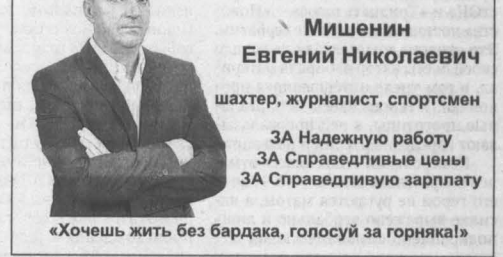 Мишенин
Евгений Николаевич
шахтер, журналист, спортсмен
ЗА Надежную работу
ЗА Справедливые цены
ЗА Справедливую зарплату
«Хочешь жить без бардака, голосуй за горняка!»